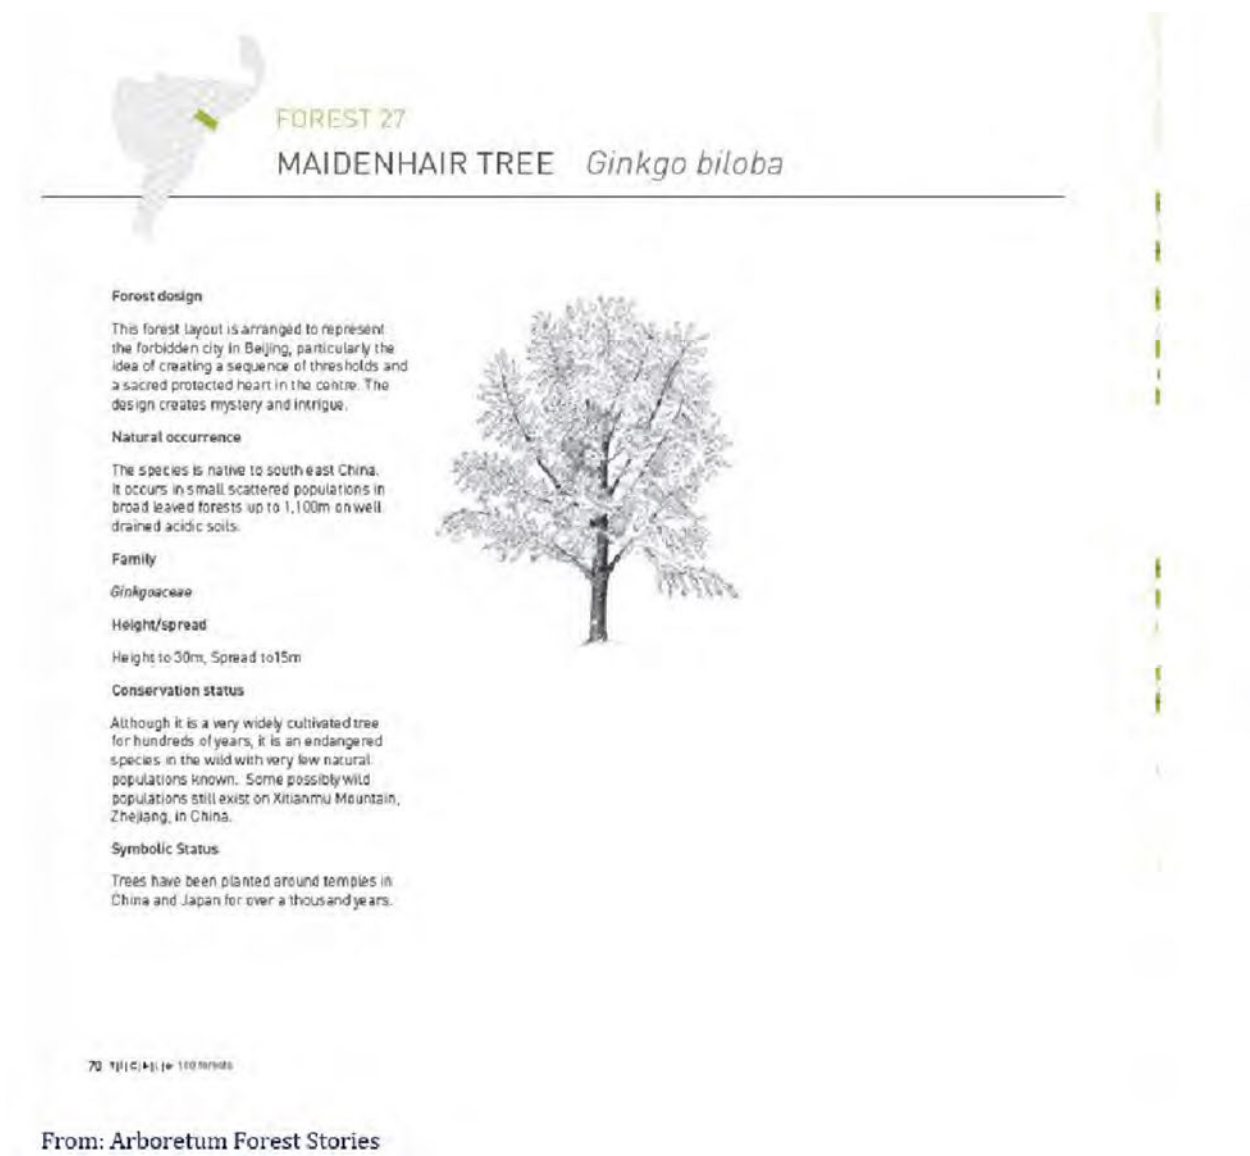 FOREST 27
MAIDENHAIR TREE Ginkgo biloba
Forest design
This forest layout is arranged to represent
the forbidden city in Beijing, particularly the
idea of creating a sequence of thresholds and
a sacred protected heart in the centre. The
design creates mystery and intrigue.
Natural occurrence
The species is native to south east China.
It occurs in small scattered populations in
broad leaved forests up to 1,100m on well
drained acidic soils.
Family
Ginkgoaceae
Height/spread
Height to 30m, Spread to15m
Conservation status
Although it is a very widely cultivated tree
for hundreds of years, it is an endangered
species in the wild with very few natural
populations known. Some possibly wild
populations still exist on Xitianmu Mountain,
Zhejiang, in China.
Symbolic Status
Trees have been planted around temples in
China and Japan for over a thousand years.
70 100 forests
From: Arboretum Forest Stories